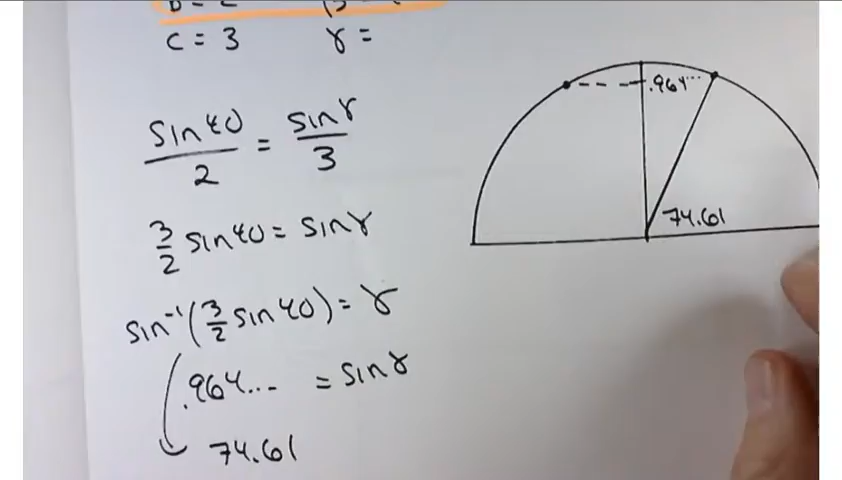 c = 3 γ =
sin 40 / 2 = sin γ / 3
3/2 sin 40 = sin γ
sin⁻¹(3/2 sin 40) = γ
.964... = sin γ
74.61
.964...
74.61